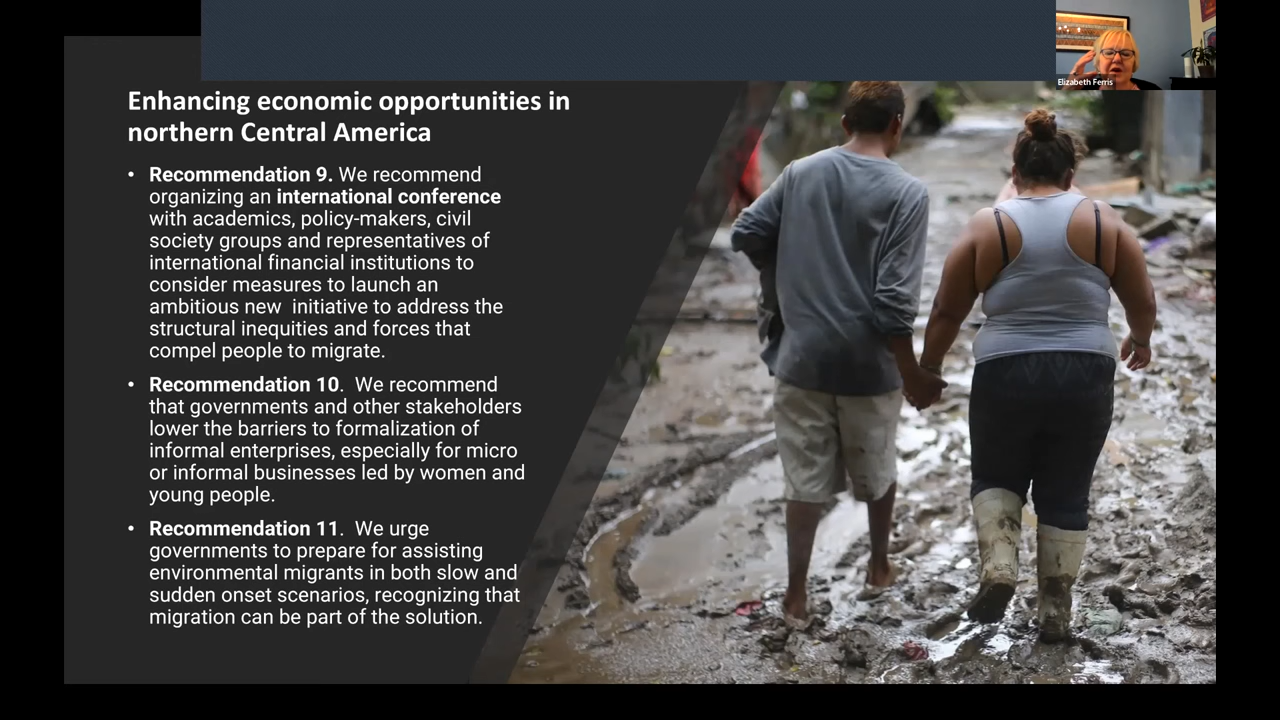 Elizabeth Ferris
Enhancing economic opportunities in
northern Central America
• Recommendation 9. We recommend
organizing an international conference
with academics, policy-makers, civil
society groups and representatives of
international financial institutions to
consider measures to launch an
ambitious new  initiative to address the
structural inequities and forces that
compel people to migrate.
• Recommendation 10.  We recommend
that governments and other stakeholders
lower the barriers to formalization of
informal enterprises, especially for micro
or informal businesses led by women and
young people.
• Recommendation 11.  We urge
governments to prepare for assisting
environmental migrants in both slow and
sudden onset scenarios, recognizing that
migration can be part of the solution.